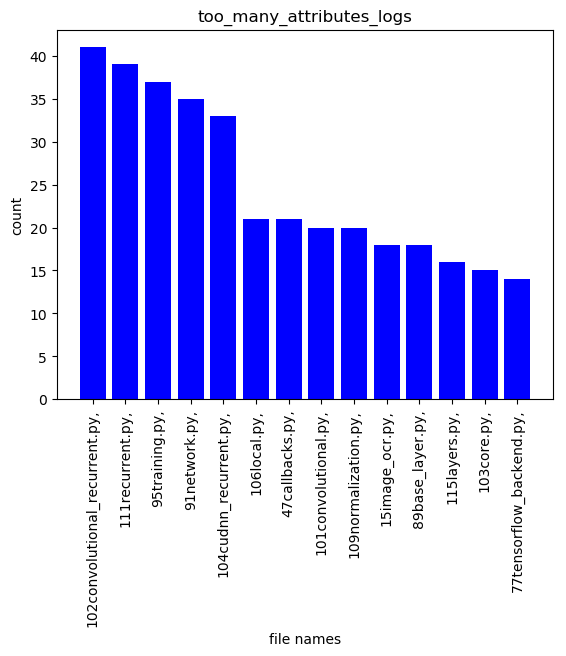 too_many_attributes_logs
count
40
35
30
25
20
15
10
5
0
102convolutional_recurrent.py,
111recurrent.py,
95training.py,
91network.py,
104cudnn_recurrent.py,
106local.py,
47callbacks.py,
101convolutional.py,
109normalization.py,
15image_ocr.py,
89base_layer.py,
115layers.py,
103core.py,
77tensorflow_backend.py,
file names